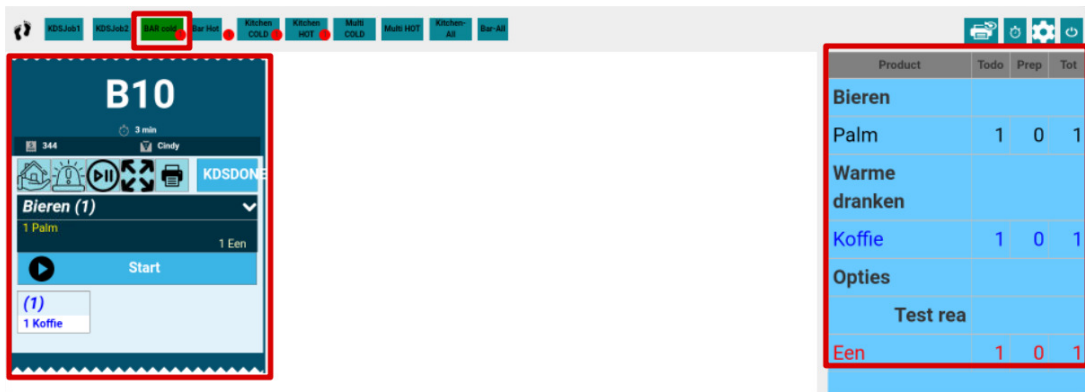 KDSJob1
KDSJob2
BAR cold
Bar Hot
Kitchen
COLD
Kitchen
HOT
Multi
COLD
Multi HOT
Kitchen-
All
Bar-All
B10
3 min
344
Cindy
KDSDONE
Bieren (1)
1 Palm
1 Een
Start
(1)
1 Koffie
Product Todo Prep Tot
Bieren
Palm 1 0 1
Warme
dranken
Koffie 1 0 1
Opties
Test rea
Een 1 0 1